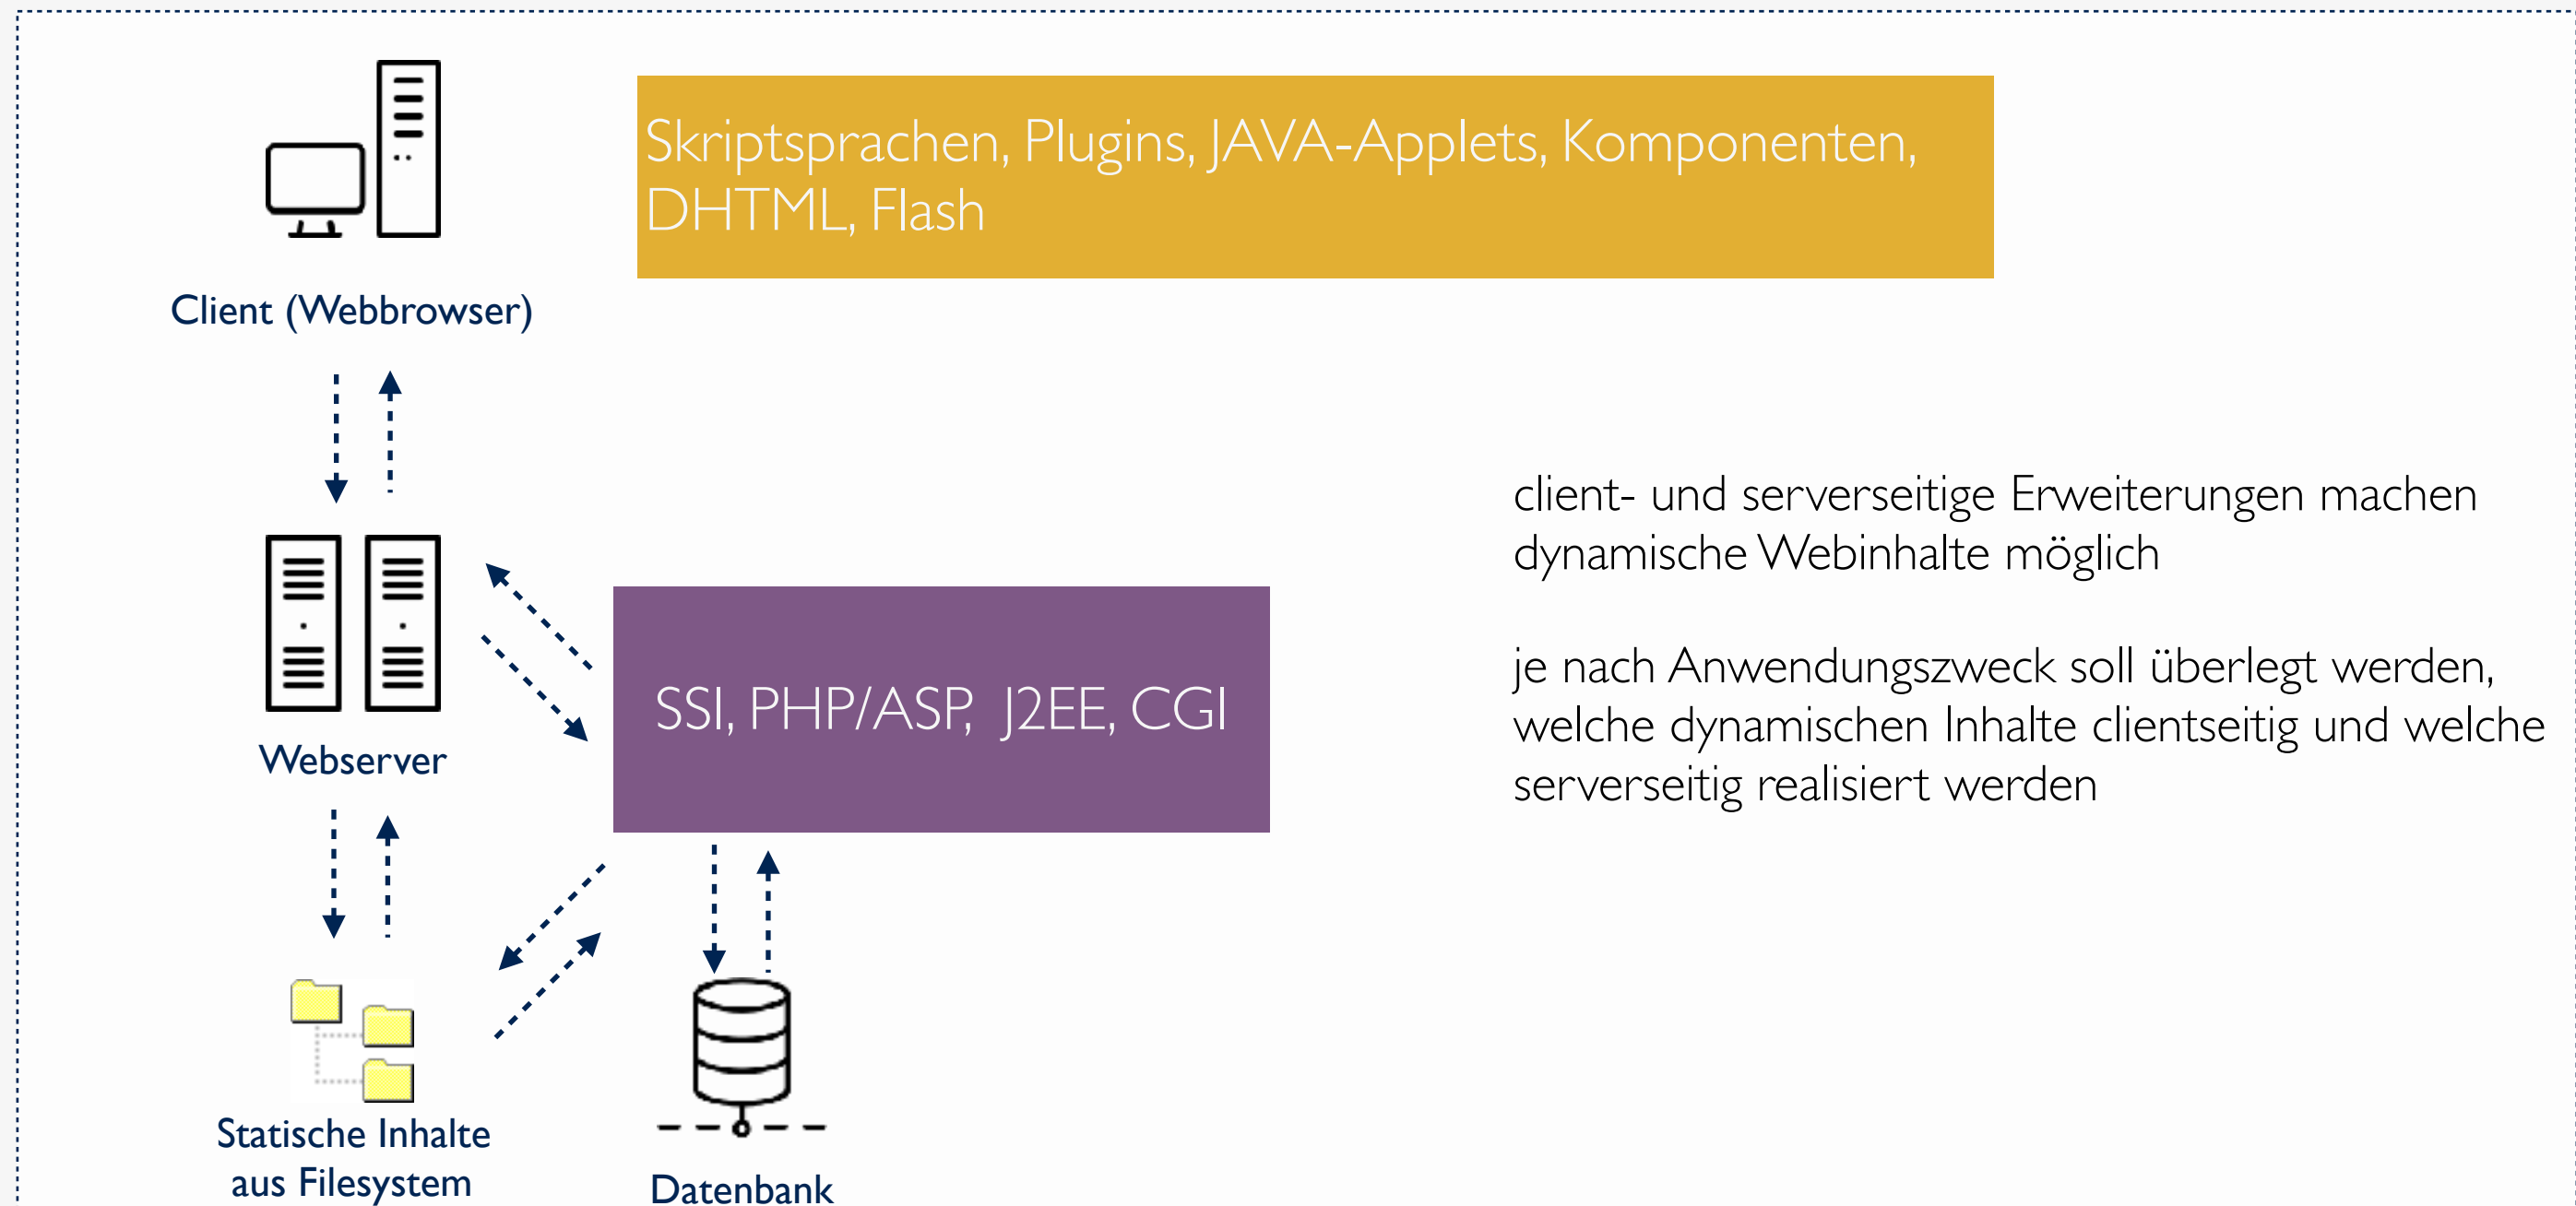 Skriptsprachen, Plugins, JAVA-Applets, Komponenten,
DHTML, Flash
Client (Webbrowser)
client- und serverseitige Erweiterungen machen
dynamische Webinhalte möglich
je nach Anwendungszweck soll überlegt werden,
welche dynamischen Inhalte clientseitig und welche
serverseitig realisiert werden
SSI, PHP/ASP, J2EE, CGI
Webserver
Statische Inhalte
aus Filesystem
Datenbank